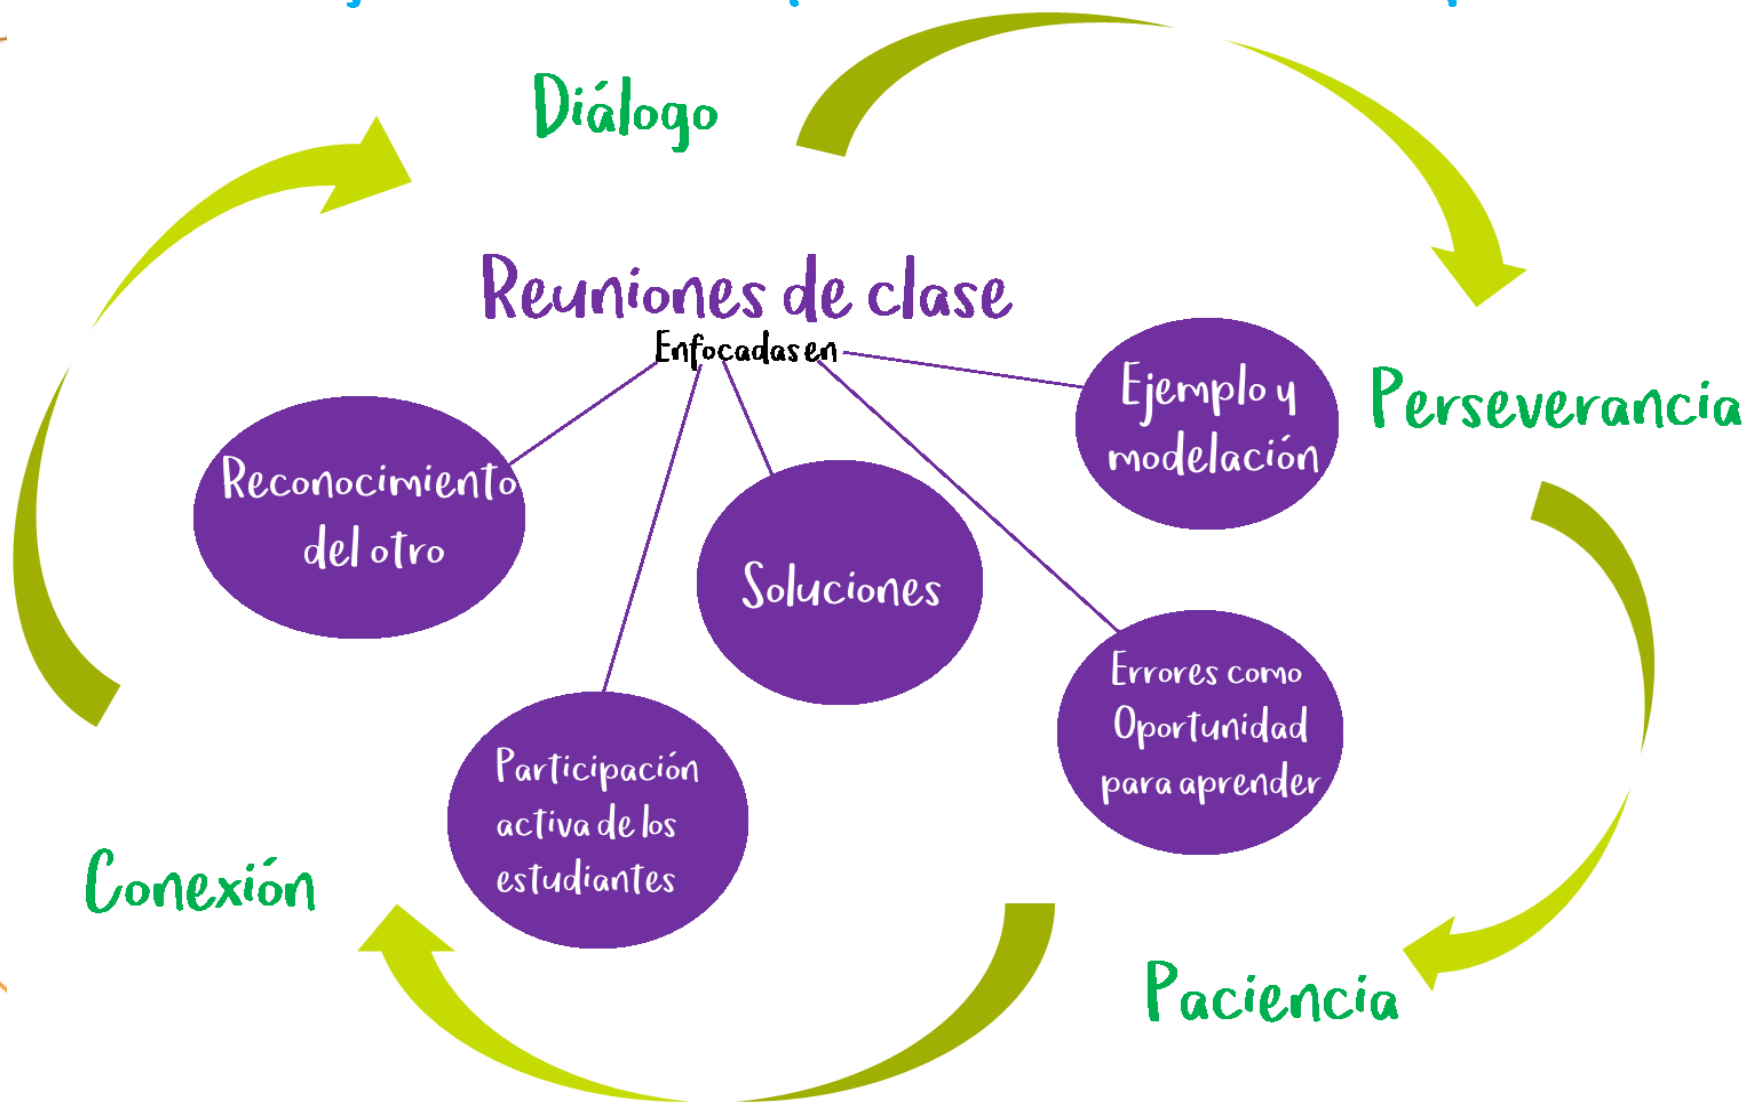 Diálogo
Reuniones de clase
Enfocadas en
Ejemplo y
modelación
Perseverancia
Reconocimiento
del otro
Soluciones
Errores como
Oportunidad
para aprender
Participación
activa de los
estudiantes
Conexión
Paciencia